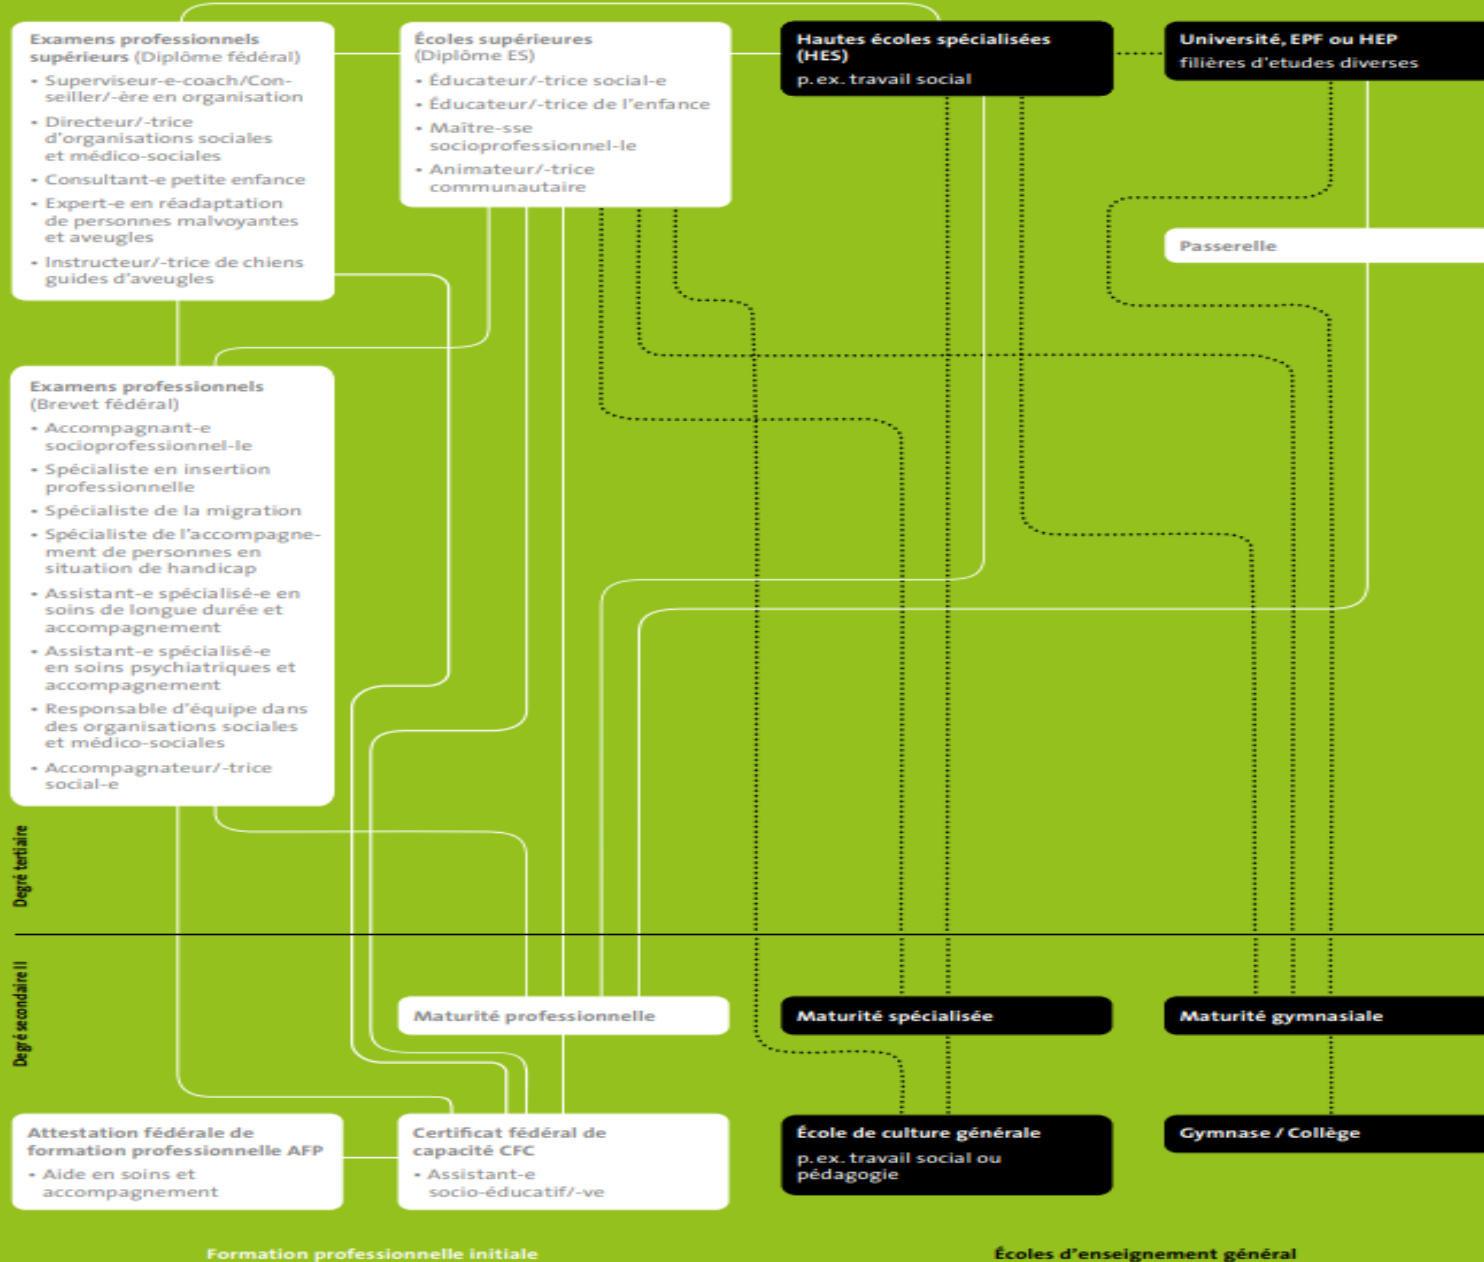 Examens professionnels
supérieurs (Diplôme fédéral)
• Superviseur-e-coach/Con-
seiller/-ère en organisation
• Directeur/-trice
d'organisations sociales
et médico-sociales
• Consultant-e petite enfance
• Expert-e en réadaptation
de personnes malvoyantes
et aveugles
• Instructeur/-trice de chiens
guides d'aveugles
Écoles supérieures
(Diplôme ES)
• Éducateur/-trice social-e
• Éducateur/-trice de l'enfance
• Maître-sse
socioprofessionnel-le
• Animateur/-trice
communautaire
Hautes écoles spécialisées
(HES)
p. ex. travail social
Université, EPF ou HEP
filières d'etudes diverses
Passerelle
Examens professionnels
(Brevet fédéral)
• Accompagnant-e
socioprofessionnel-le
• Spécialiste en insertion
professionnelle
• Spécialiste de la migration
• Spécialiste de l'accompagne-
ment de personnes en
situation de handicap
• Assistant-e spécialisé-e en
soins de longue durée et
accompagnement
• Assistant-e spécialisé-e
en soins psychiatriques et
accompagnement
• Responsable d'équipe dans
des organisations sociales
et médico-sociales
• Accompagnateur/-trice
social-e
Degré tertiaire
Degré secondaire II
Maturité professionnelle
Maturité spécialisée
Maturité gymnasiale
Attestation fédérale de
formation professionnelle AFP
• Aide en soins et
accompagnement
Certificat fédéral de
capacité CFC
• Assistant-e
socio-éducatif/-ve
École de culture générale
p. ex. travail social ou
pédagogie
Gymnase / Collège
Formation professionnelle initiale
Écoles d'enseignement général